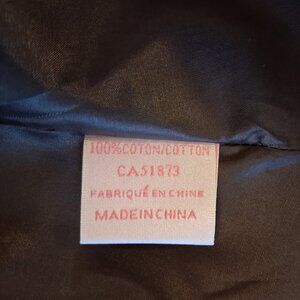 100%COTON/COTTON
CA51873
FABRIQUÉ EN CHINE
MADEINCHINA